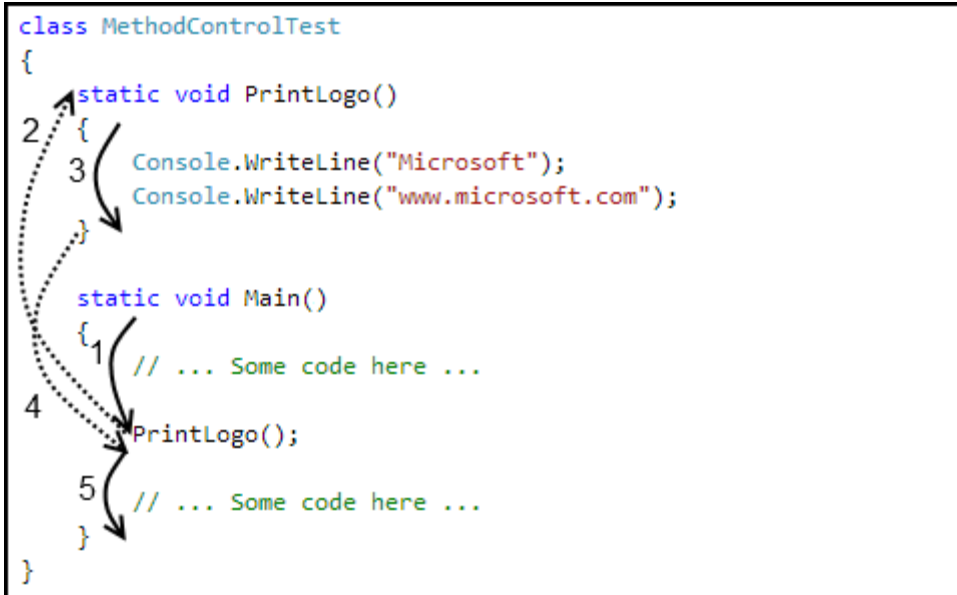 class MethodControlTest
{
static void PrintLogo()
2 {
3 Console.WriteLine("Microsoft");
Console.WriteLine("www.microsoft.com");
}
static void Main()
{
1 // ... Some code here ...
4 PrintLogo();
5 // ... Some code here ...
}
}